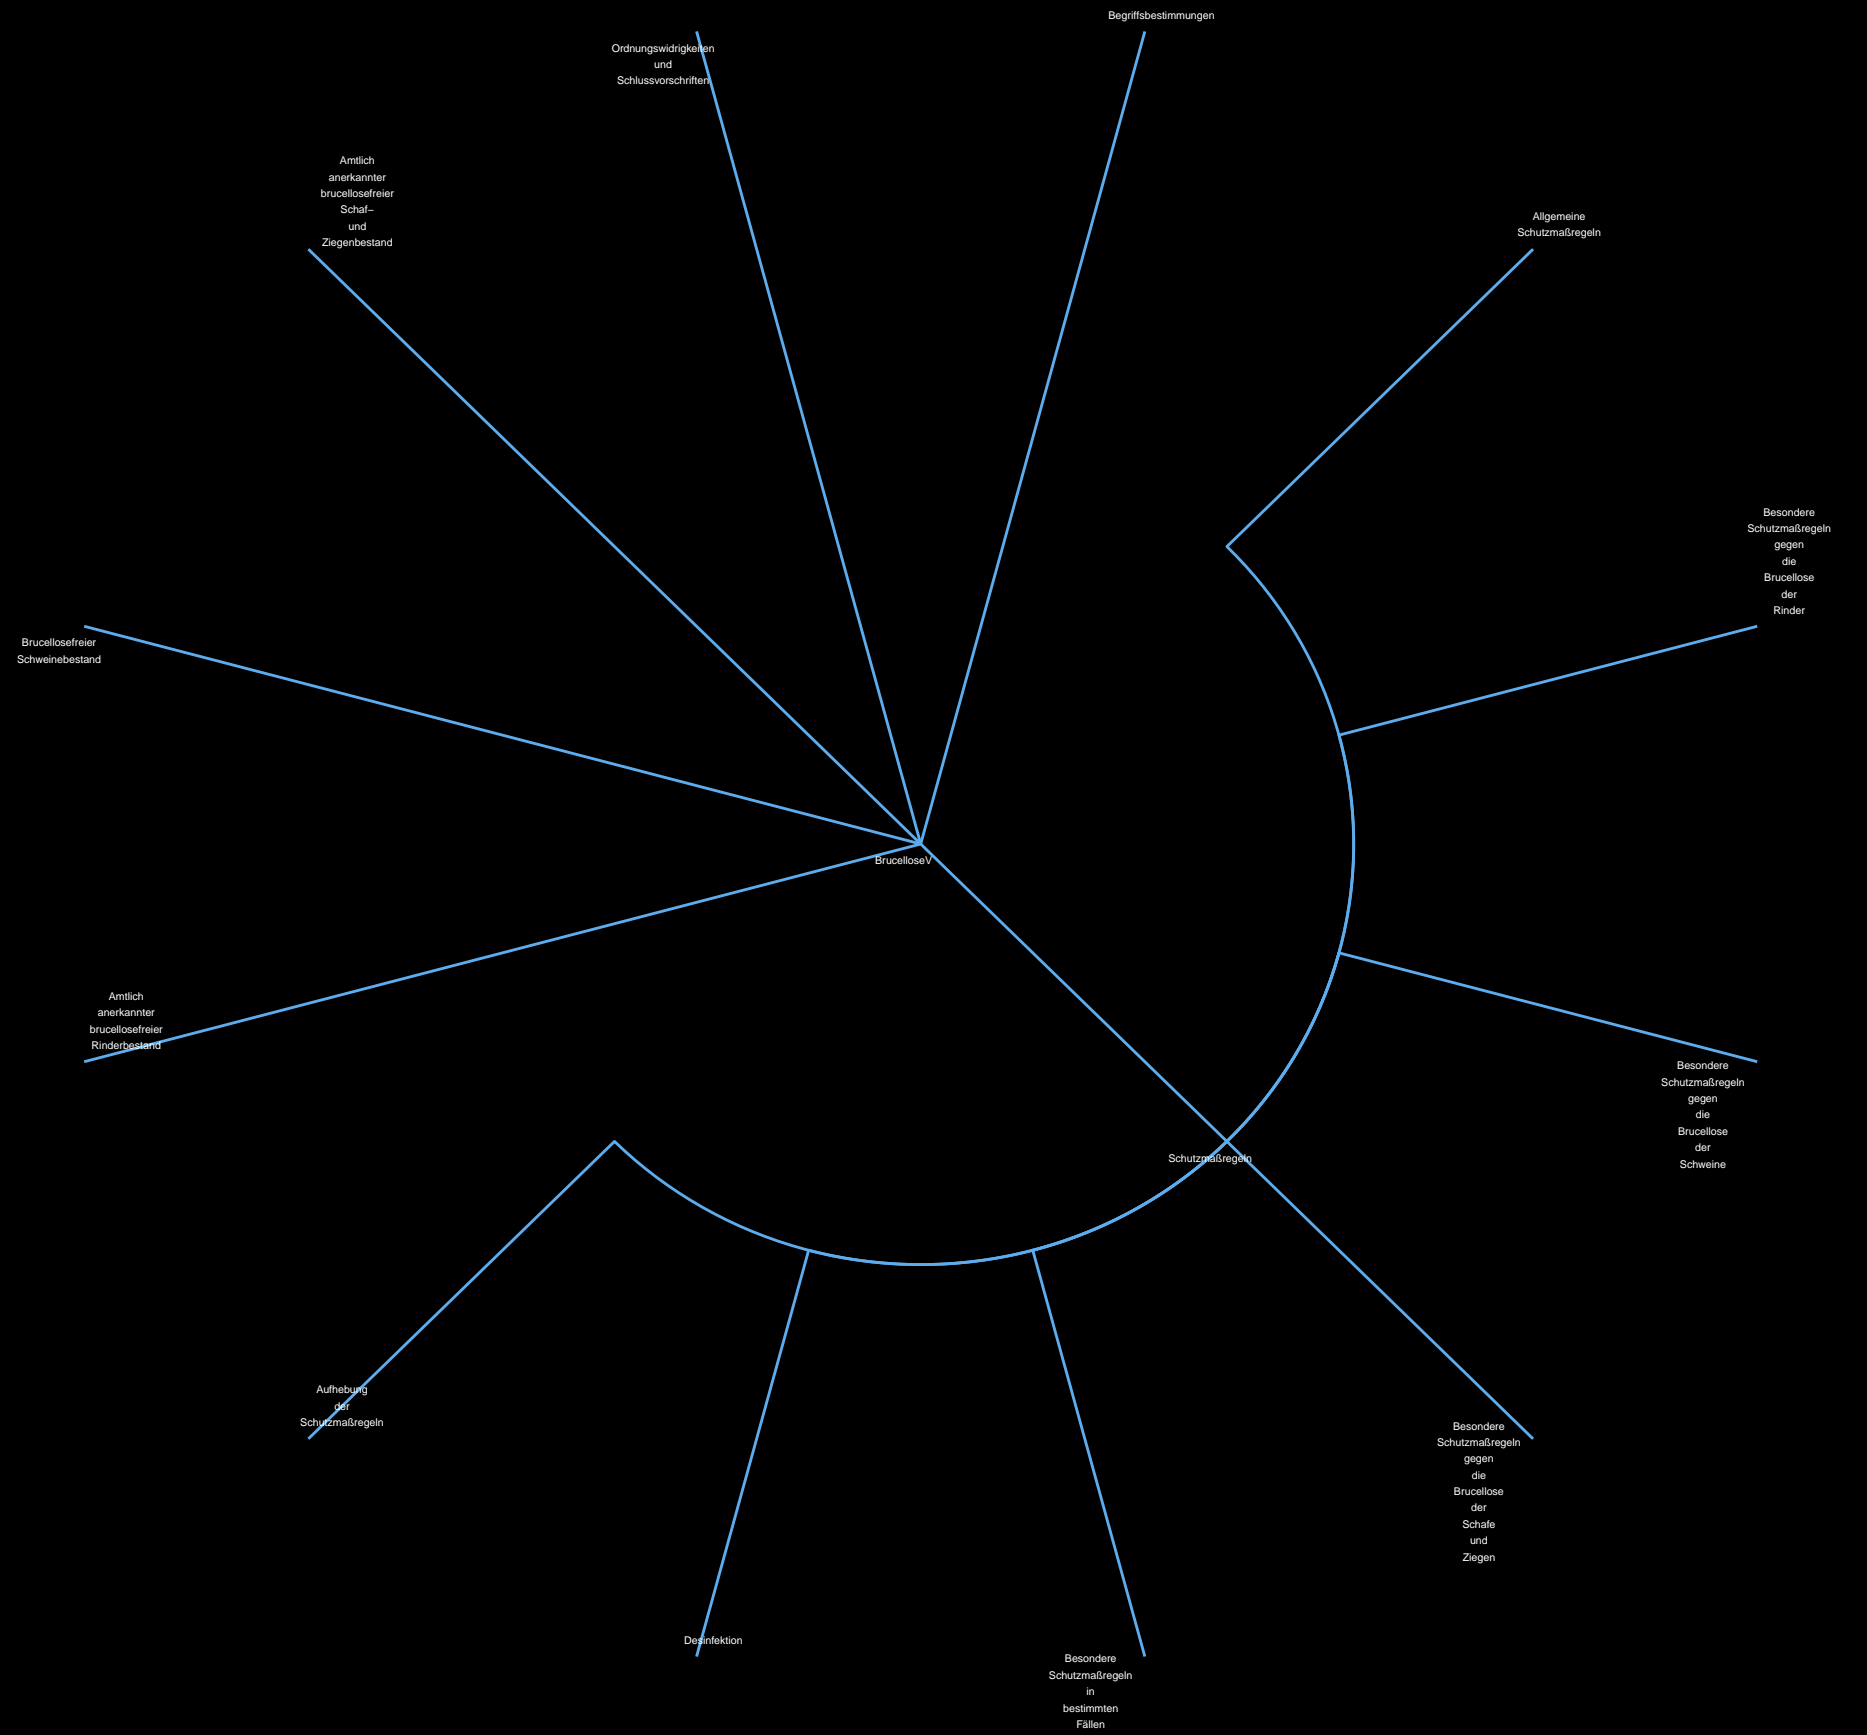 Begriffsbestimmungen
Ordnungswidrigkeiten
und
Schlussvorschriften
Amtlich
anerkannter
brucellosefreier
Schaf–
und
Ziegenbestand
Allgemeine
Schutzmaßregeln
Besondere
Schutzmaßregeln
gegen
die
Brucellose
der
Rinder
Brucellosefreier
Schweinebestand
BrucelloseV
Amtlich
anerkannter
brucellosefreier
Rinderbestand
Besondere
Schutzmaßregeln
gegen
die
Brucellose
der
Schweine
Schutzmaßregeln
Aufhebung
der
Schutzmaßregeln
Besondere
Schutzmaßregeln
gegen
die
Brucellose
der
Schafe
und
Ziegen
Desinfektion
Besondere
Schutzmaßregeln
in
bestimmten
Fällen